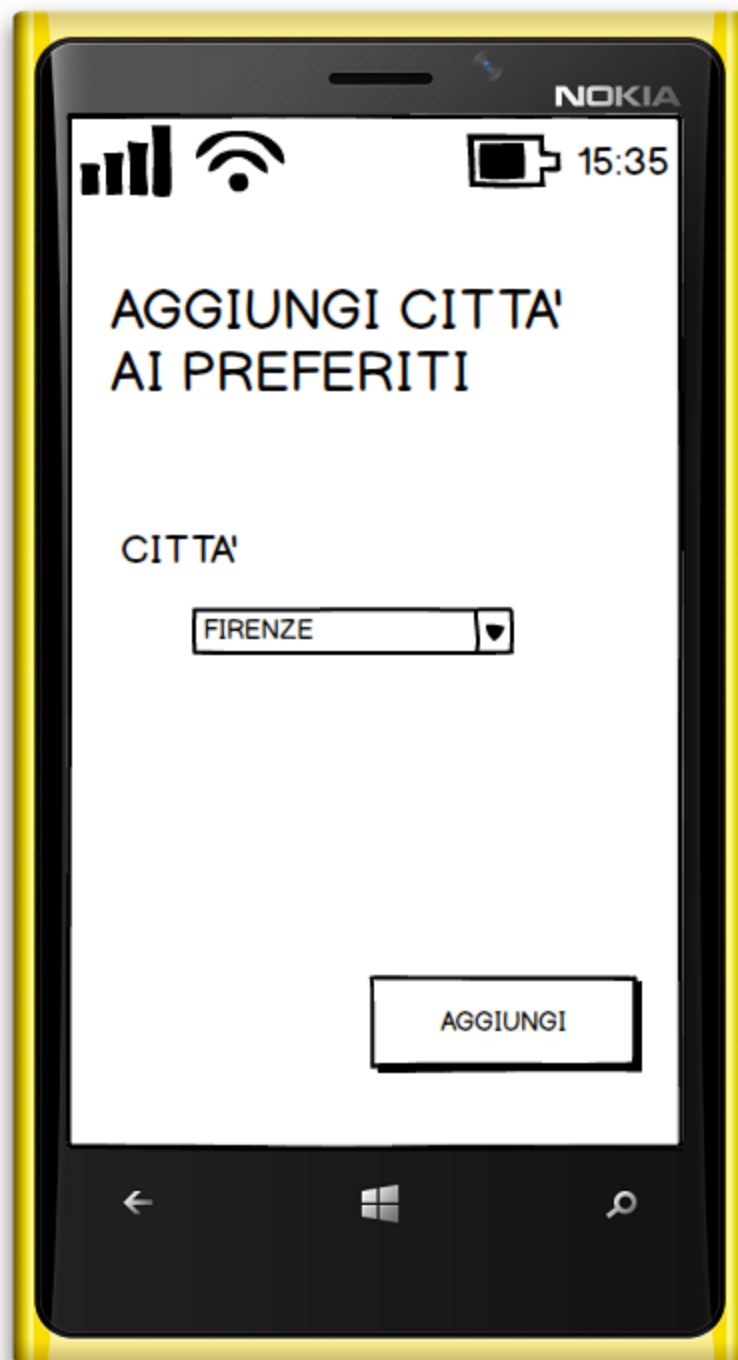 NOKIA
15:35
AGGIUNGI CITTA'
AI PREFERITI
CITTA'
FIRENZE
AGGIUNGI